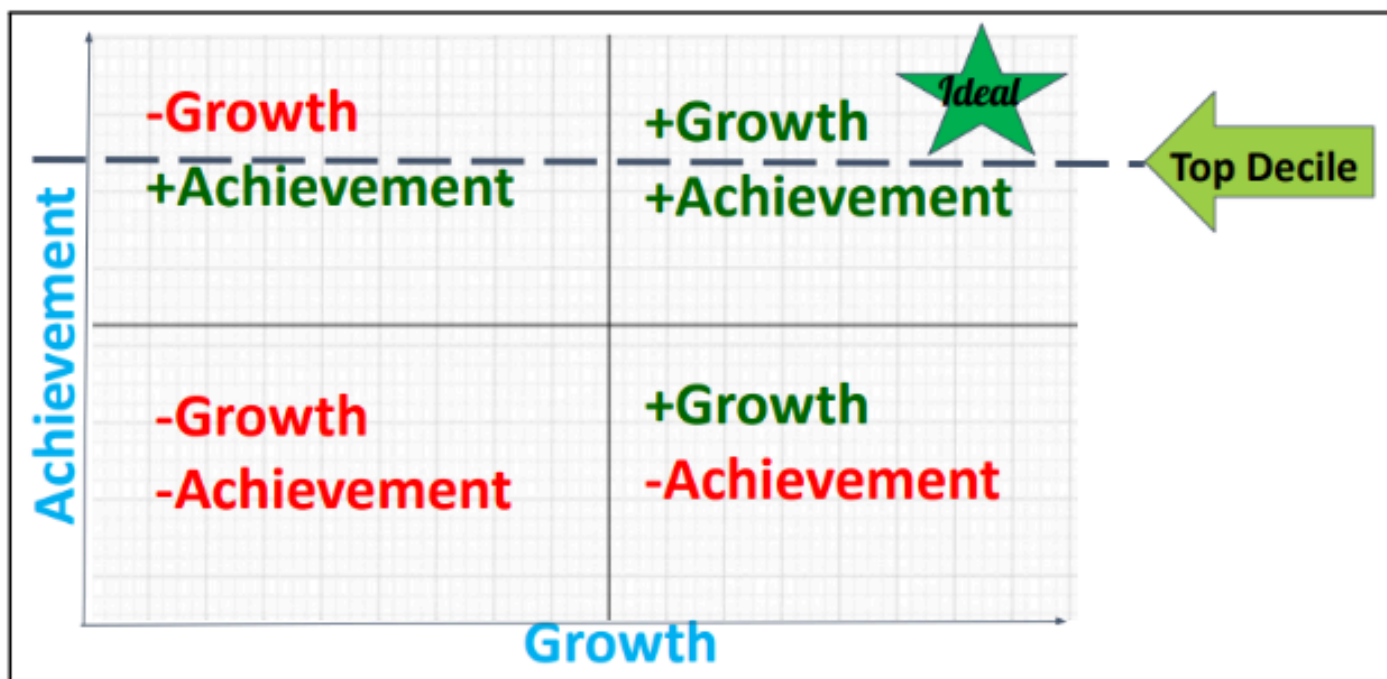 -Growth
+Achievement
+Growth
+Achievement
Ideal
Top Decile
Achievement
-Growth
-Achievement
+Growth
-Achievement
Growth